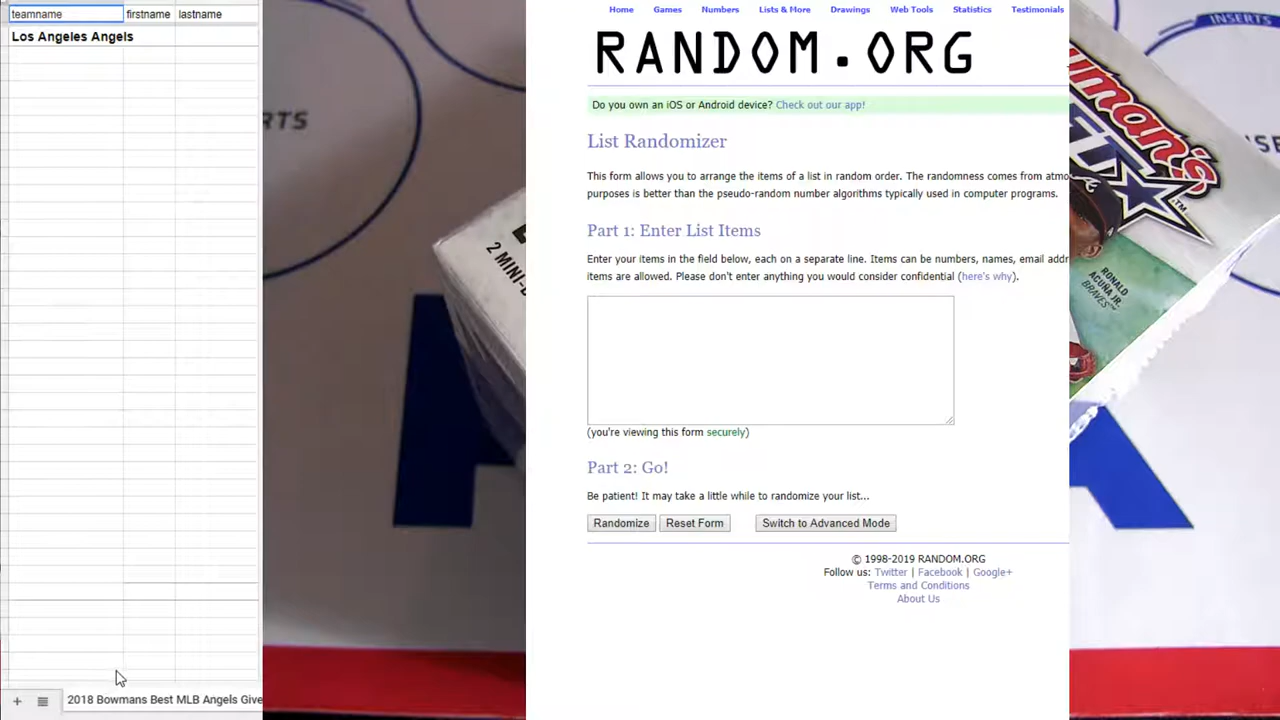 teamname firstname lastname
Los Angeles Angels
2018 Bowmans Best MLB Angels Give
2 MINI-
Home Games Numbers Lists & More Drawings Web Tools Statistics Testimonials
RANDOM.ORG
Do you own an iOS or Android device? Check out our app!
List Randomizer
This form allows you to arrange the items of a list in random order. The randomness comes from atmo
purposes is better than the pseudo-random number algorithms typically used in computer programs.
Part 1: Enter List Items
Enter your items in the field below, each on a separate line. Items can be numbers, names, email addr
items are allowed. Please don't enter anything you would consider confidential (here's why).
(you're viewing this form securely)
Part 2: Go!
Be patient! It may take a little while to randomize your list...
Randomize Reset Form Switch to Advanced Mode
© 1998-2019 RANDOM.ORG
Follow us: Twitter | Facebook | Google+
Terms and Conditions
About Us
INSERTS
RONALD
ACUÑA JR.
BRAVES™